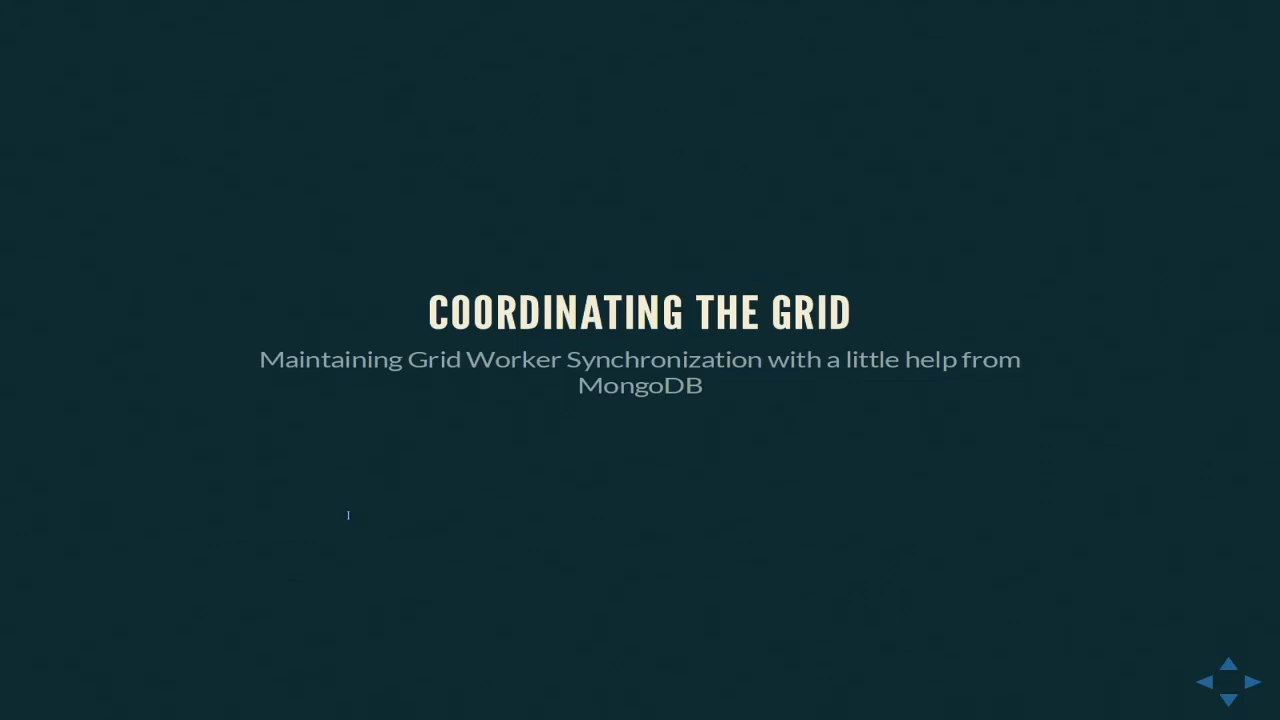 COORDINATING THE GRID
Maintaining Grid Worker Synchronization with a little help from
MongoDB